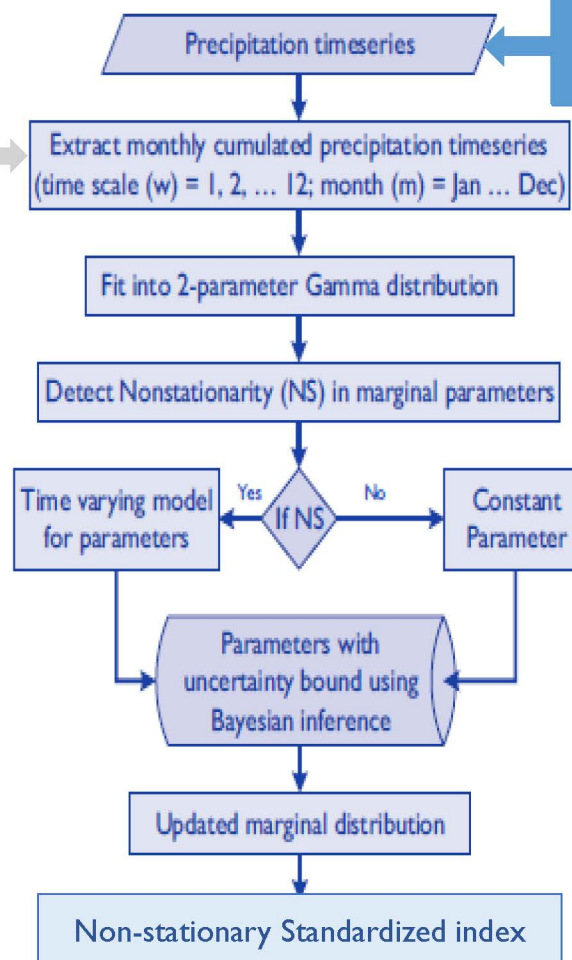 Precipitation timeseries
Extract monthly cumulated precipitation timeseries
(time scale (w) = 1, 2, ... 12; month (m) = Jan ... Dec)
Fit into 2-parameter Gamma distribution
Detect Nonstationarity (NS) in marginal parameters
Time varying model
for parameters
Yes
If NS
No
Constant
Parameter
Parameters with
uncertainty bound using
Bayesian inference
Updated marginal distribution
Non-stationary Standardized index